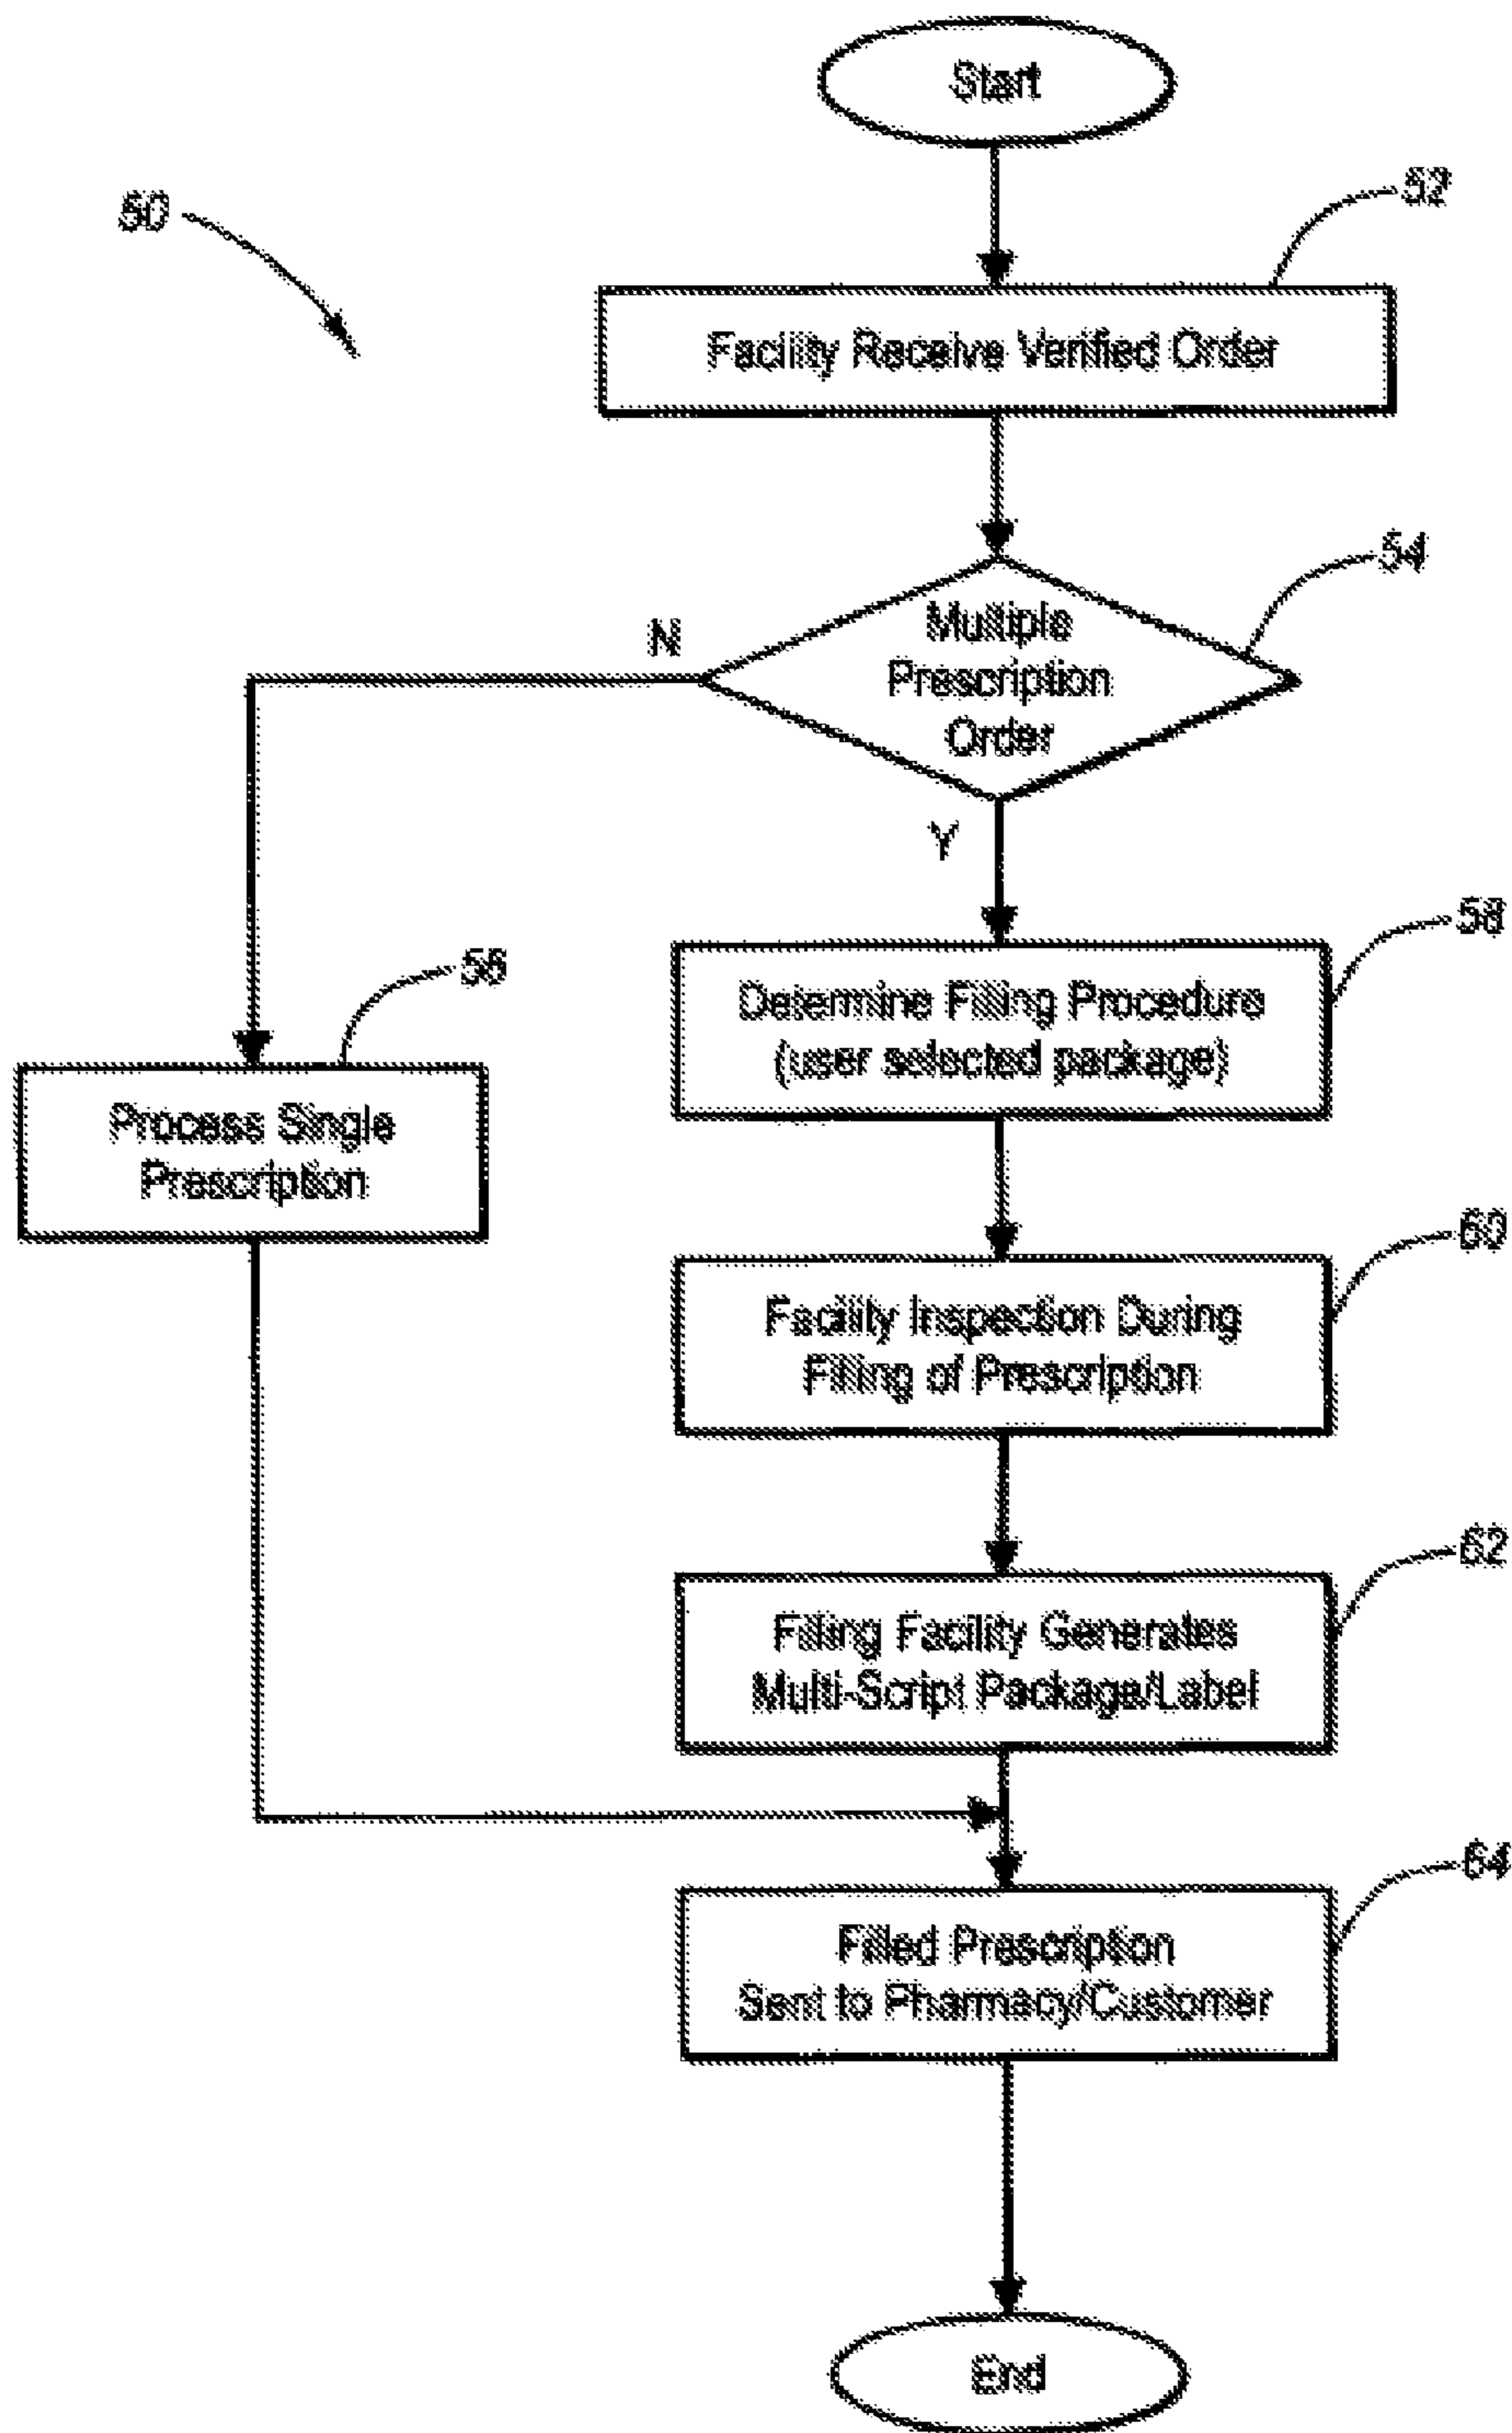 Start
50
52
Facility Receive Verified Order
54
N
Multiple
Prescription
Order
Y
58
Determine Filling Procedure
(user selected package)
56
Process Single
Prescription
60
Facility Inspection During
Filling of Prescription
62
Filling Facility Generates
Multi-Script Package/Label
64
Filled Prescription
Sent to Pharmacy/Customer
End